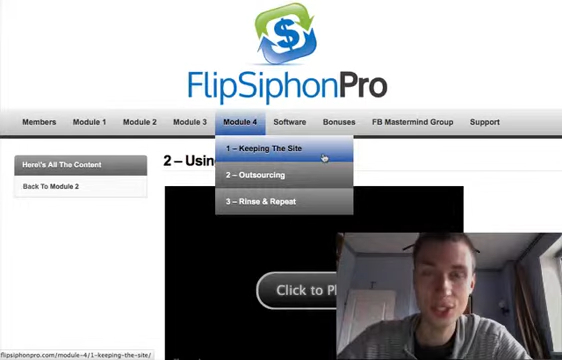 $
FlipSiphonPro
Members Module 1 Module 2 Module 3 Module 4 Software Bonuses FB Mastermind Group Support
1 – Keeping The Site
Here\'s All The Content
2 – Usin
Back To Module 2
2 – Outsourcing
3 – Rinse & Repeat
Click to Pl
flipsiphonpro.com/module-4/1-keeping-the-site/